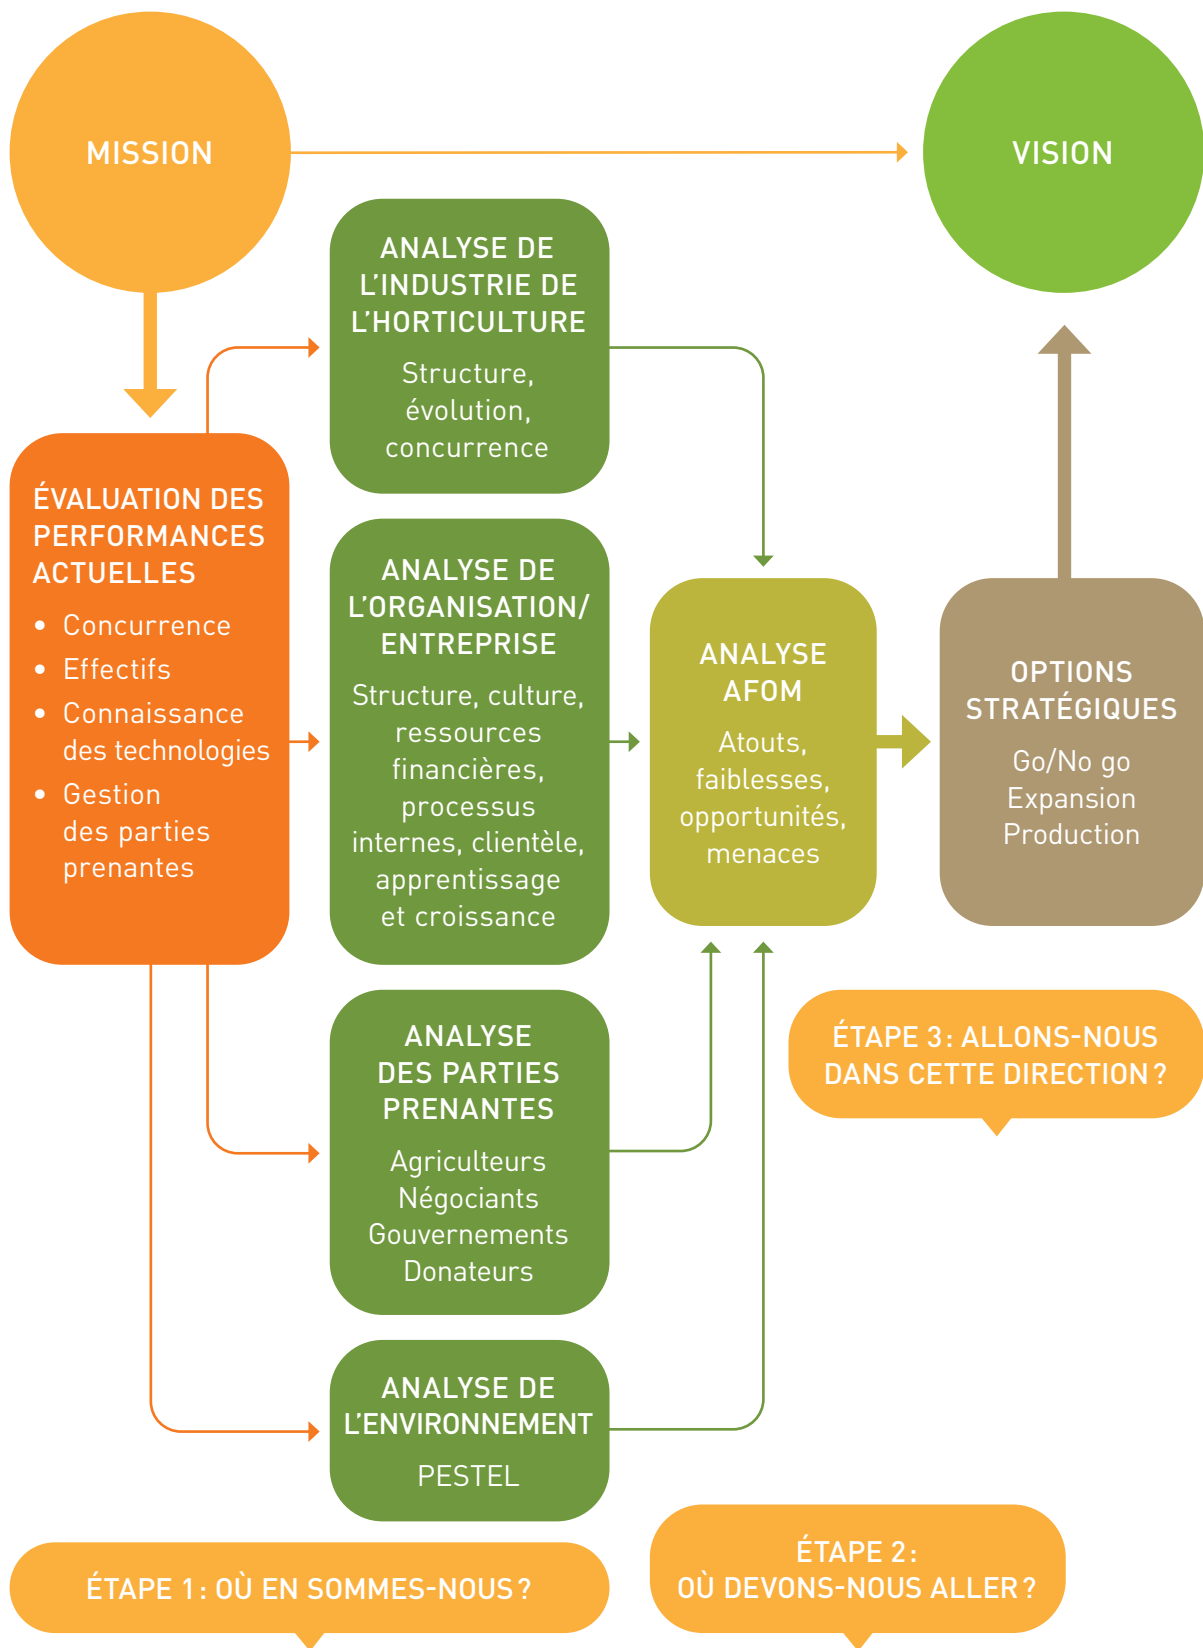 MISSION
VISION
ANALYSE DE
L’INDUSTRIE DE
L’HORTICULTURE
Structure,
évolution,
concurrence
ÉVALUATION DES
PERFORMANCES
ACTUELLES
• Concurrence
• Effectifs
• Connaissance
des technologies
• Gestion
des parties
prenantes
ANALYSE DE
L’ORGANISATION/
ENTREPRISE
Structure, culture,
ressources
financières,
processus
internes, clientèle,
apprentissage
et croissance
ANALYSE
AFOM
Atouts,
faiblesses,
opportunités,
menaces
OPTIONS
STRATÉGIQUES
Go/No go
Expansion
Production
ANALYSE
DES PARTIES
PRENANTES
Agriculteurs
Négociants
Gouvernements
Donateurs
ÉTAPE 3 : ALLONS-NOUS
DANS CETTE DIRECTION ?
ANALYSE DE
L’ENVIRONNEMENT
PESTEL
ÉTAPE 1 : OÙ EN SOMMES-NOUS ?
ÉTAPE 2 :
OÙ DEVONS-NOUS ALLER ?